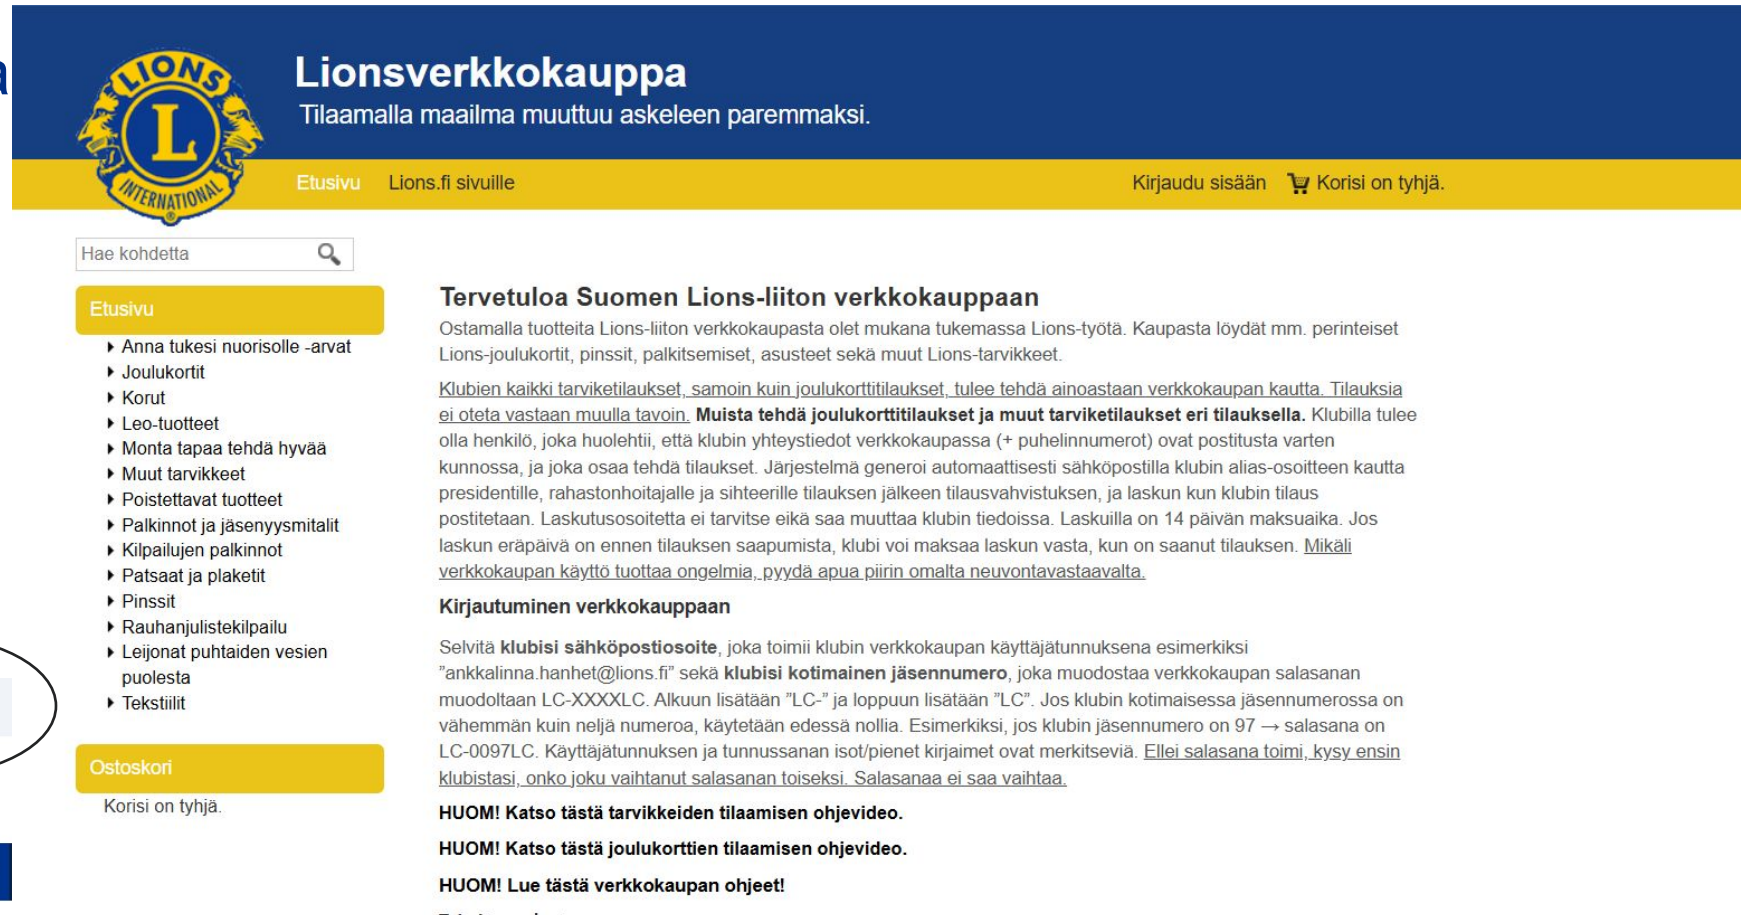 a
LIONS
L
INTERNATIONAL
®
Lionsverkkokauppa
Tilaamalla maailma muuttuu askeleen paremmaksi.
Etusivu Lions.fi sivuille Kirjaudu sisään Korisi on tyhjä.
Hae kohdetta
Etusivu
Anna tukesi nuorisolle -arvat
Joulukortit
Korut
Leo-tuotteet
Monta tapaa tehdä hyvää
Muut tarvikkeet
Poistettavat tuotteet
Palkinnot ja jäsenyysmitalit
Kilpailujen palkinnot
Patsaat ja plaketit
Pinssit
Rauhanjulistekilpailu
Leijonat puhtaiden vesien
puolesta
Tekstiilit
Ostoskori
Korisi on tyhjä.
Tervetuloa Suomen Lions-liiton verkkokauppaan
Ostamalla tuotteita Lions-liiton verkkokaupasta olet mukana tukemassa Lions-työtä. Kaupasta löydät mm. perinteiset
Lions-joulukortit, pinssit, palkitsemiset, asusteet sekä muut Lions-tarvikkeet.
Klubien kaikki tarviketilaukset, samoin kuin joulukorttitilaukset, tulee tehdä ainoastaan verkkokaupan kautta. Tilauksia
ei oteta vastaan muulla tavoin. Muista tehdä joulukorttitilaukset ja muut tarviketilaukset eri tilauksella. Klubilla tulee
olla henkilö, joka huolehtii, että klubin yhteystiedot verkkokaupassa (+ puhelinnumerot) ovat postitusta varten
kunnossa, ja joka osaa tehdä tilaukset. Järjestelmä generoi automaattisesti sähköpostilla klubin alias-osoitteen kautta
presidentille, rahastonhoitajalle ja sihteerille tilauksen jälkeen tilausvahvistuksen, ja laskun kun klubin tilaus
postitetaan. Laskutusosoitetta ei tarvitse eikä saa muuttaa klubin tiedoissa. Laskuilla on 14 päivän maksuaika. Jos
laskun eräpäivä on ennen tilauksen saapumista, klubi voi maksaa laskun vasta, kun on saanut tilauksen. Mikäli
verkkokaupan käyttö tuottaa ongelmia, pyydä apua piirin omalta neuvontavastaavalta.
Kirjautuminen verkkokauppaan
Selvitä klubisi sähköpostiosoite, joka toimii klubin verkkokaupan käyttäjätunnuksena esimerkiksi
”ankkalinna.hanhet@lions.fi” sekä klubisi kotimainen jäsennumero, joka muodostaa verkkokaupan salasanan
muodoltaan LC-XXXXLC. Alkuun lisätään ”LC-” ja loppuun lisätään ”LC”. Jos klubin kotimaisessa jäsennumerossa on
vähemmän kuin neljä numeroa, käytetään edessä nollia. Esimerkiksi, jos klubin jäsennumero on 97 → salasana on
LC-0097LC. Käyttäjätunnuksen ja tunnussanan isot/pienet kirjaimet ovat merkitseviä. Ellei salasana toimi, kysy ensin
klubistasi, onko joku vaihtanut salasanan toiseksi. Salasanaa ei saa vaihtaa.
HUOM! Katso tästä tarvikkeiden tilaamisen ohjevideo.
HUOM! Katso tästä joulukorttien tilaamisen ohjevideo.
HUOM! Lue tästä verkkokaupan ohjeet!